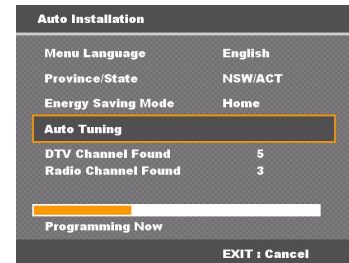 Auto Installation
Menu Language English
Province/State NSW/ACT
Energy Saving Mode Home
Auto Tuning
DTV Channel Found 5
Radio Channel Found 3
Programming Now
EXIT : Cancel